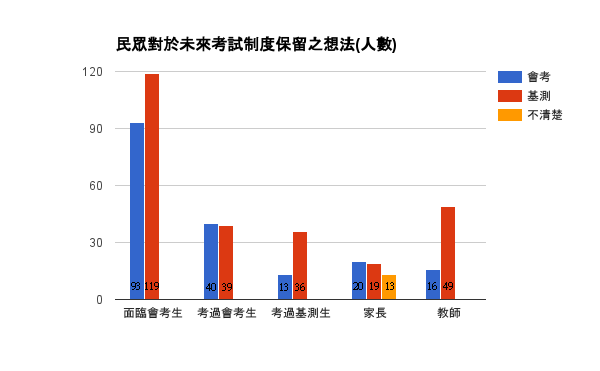 民眾對於未來考試制度保留之想法(人數)
120
90
60
30
0
93 119 40 39 13 36 20 19 13 16 49
面臨會考生 考過會考生 考過基測生 家長 教師
會考
基測
不清楚